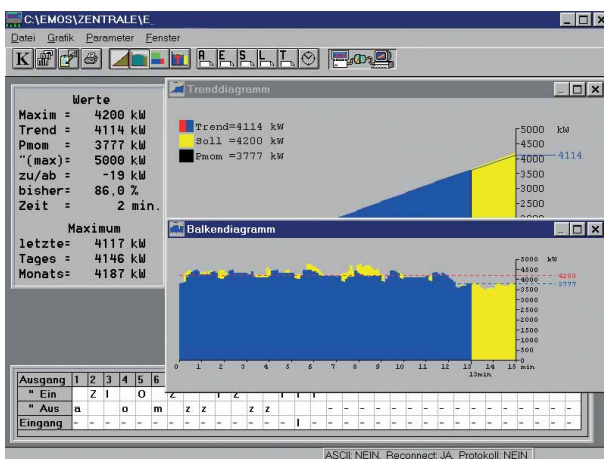 C:\EMOS\ZENTRALE\E_
Datei Grafik Parameter Fenster
K A E S L T
Werte
Maxim = 4200 kW
Trend = 4114 kW
Pmom = 3777 kW
"(max)= 5000 kW
zu/ab = -19 kW
bisher= 86,0 %
Zeit = 2 min.
Maximum
letzte= 4117 kW
Tages = 4146 kW
Monats= 4187 kW
Trenddiagramm
Trend=4114 kW
Soll =4200 kW
Pmom =3777 kW
5000 kW
4500
4114
4000
3500
3000
2500
Balkendiagramm
5000 kW
4500
4200
4000
3777
3500
3000
2500
2000
1500
1000
500
0
0 1 2 3 4 5 6 7 8 9 10 11 12 13 14 15 min
13min
Ausgang 1 2 3 4 5 6
" Ein Z I O
" Aus a o m z z z z
Eingang
ASCII: NEIN, Reconnect: JA, Protokoll: NEIN